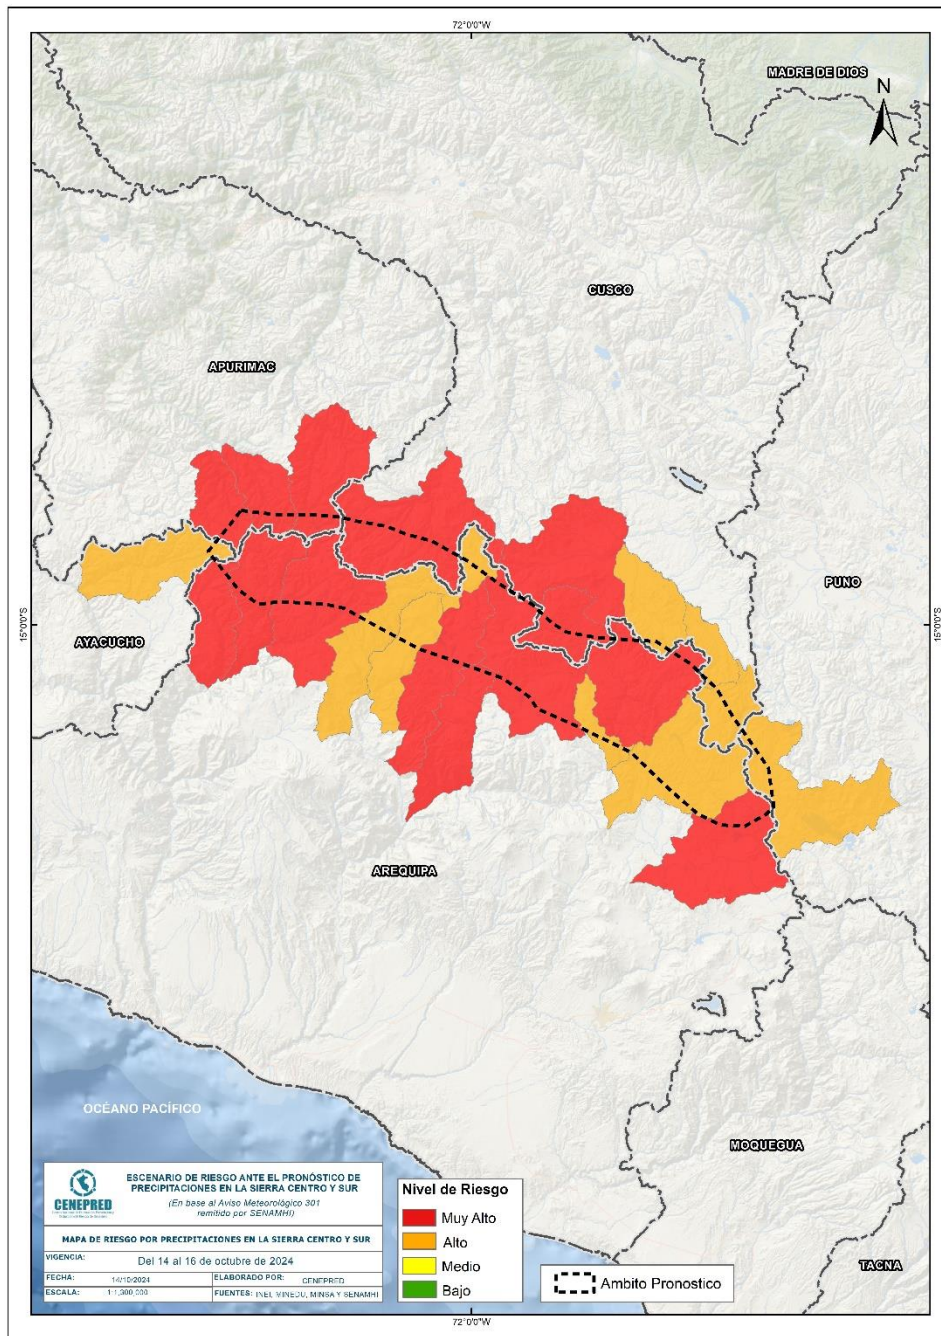 72°0'0"W
MADRE DE DIOS
N
CUSCO
APURIMAC
PUNO
15°0'0"S
15°0'0"S
AYACUCHO
AREQUIPA
OCÉANO PACÍFICO
MOQUEGUA
TACNA
CENEPRED
ESCENARIO DE RIESGO ANTE EL PRONÓSTICO DE
PRECIPITACIONES EN LA SIERRA CENTRO Y SUR
(En base al Aviso Meteorológico 301
remitido por SENAMHI)
MAPA DE RIESGO POR PRECIPITACIONES EN LA SIERRA CENTRO Y SUR
VIGENCIA: Del 14 al 16 de octubre de 2024
FECHA: 14/10/2024 ELABORADO POR: CENEPRED
ESCALA: 1:1,300,000 FUENTES: INEI, MINEDU, MINSA Y SENAMHI
Nivel de Riesgo
Muy Alto
Alto
Medio
Bajo
Ambito Pronostico
72°0'0"W